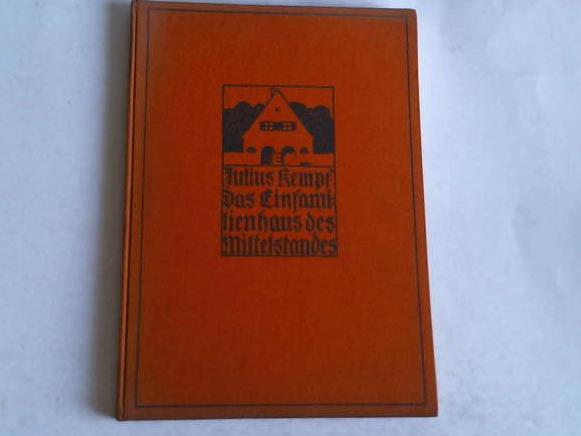 Julius Kempf
Das Einfami-
lienhaus des
Mittelstandes